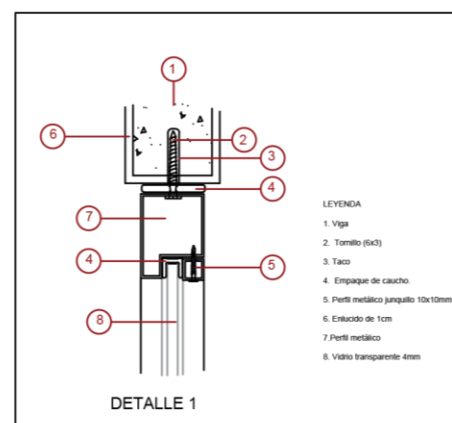 1
6
2
3
4
7
4
5
8
LEYENDA
1. Viga
2. Tornillo (6x3)
3. Taco
4. Empaque de caucho.
5. Perfil metálico junquillo 10x10mm
6. Enlucido de 1cm
7.Perfil metálico
8. Vidrio transparente 4mm
DETALLE 1